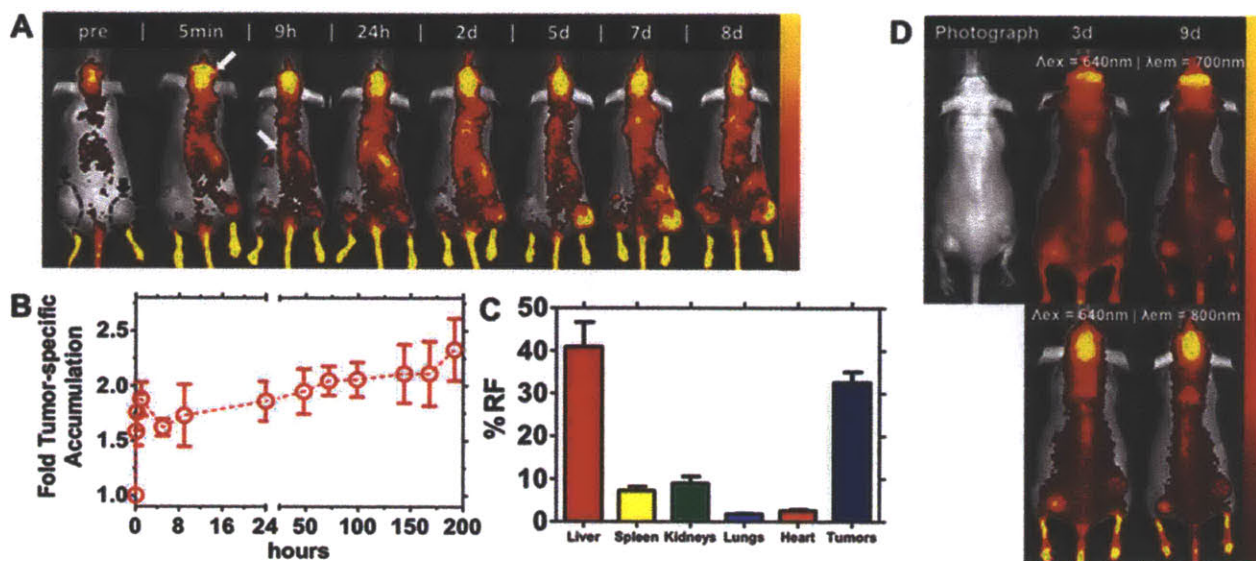 A
pre | 5min | 9h | 24h | 2d | 5d | 7d | 8d
B
Fold Tumor-specific
Accumulation
2.5
2.0
1.5
1.0
0 8 16 24 50 100 150 200
hours
C
%RF
50
40
30
20
10
0
Liver Spleen Kidneys Lungs Heart Tumors
D
Photograph 3d 9d
Λex = 640nm | λem = 700nm
Λex = 640nm | λem = 800nm